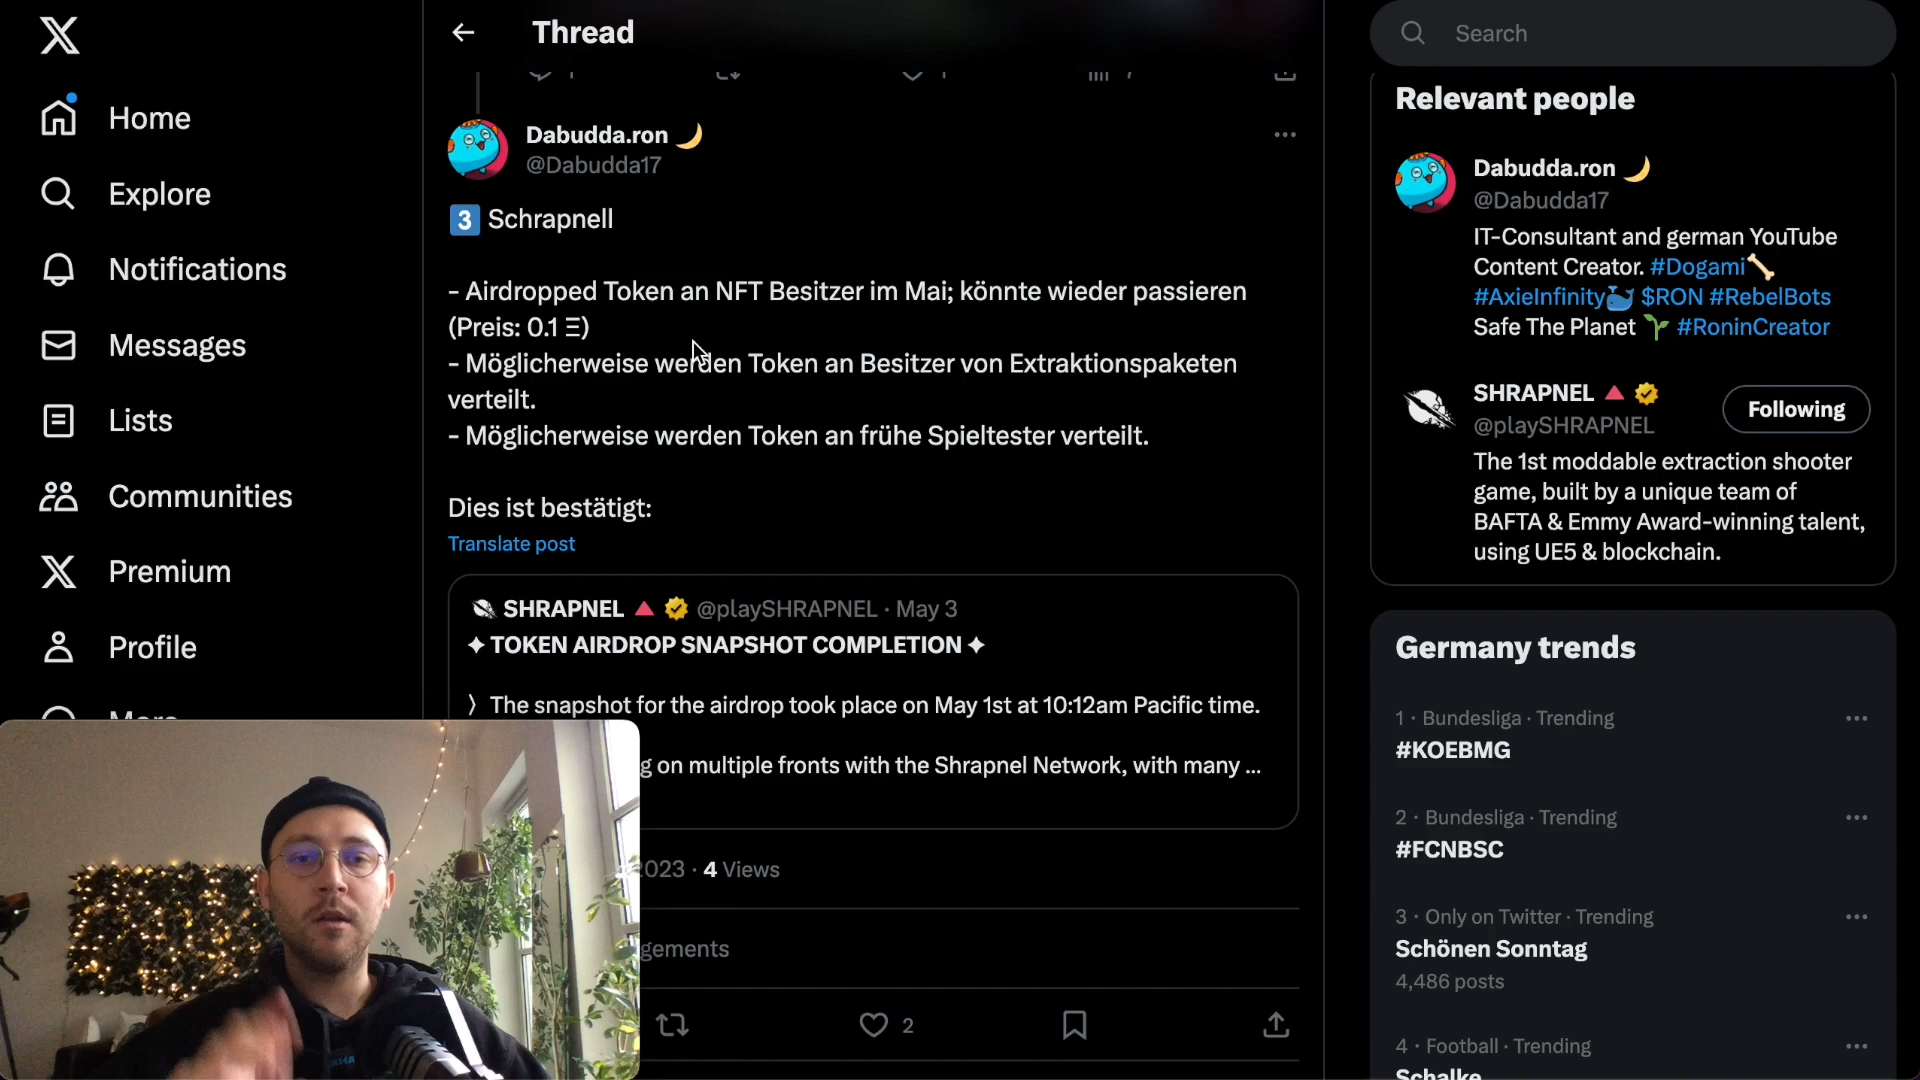 Thread
Search
Home
Explore
Notifications
Messages
Lists
Communities
Premium
Profile
Dabudda.ron 🌙
@Dabudda17
3️⃣ Schrapnell
- Airdropped Token an NFT Besitzer im Mai; könnte wieder passieren
(Preis: 0.1 Ξ)
- Möglicherweise werden Token an Besitzer von Extraktionspaketen
verteilt.
- Möglicherweise werden Token an frühe Spieltester verteilt.
Dies ist bestätigt:
Translate post
SHRAPNEL 🔺 @playSHRAPNEL · May 3
✦ TOKEN AIRDROP SNAPSHOT COMPLETION ✦
〉The snapshot for the airdrop took place on May 1st at 10:12am Pacific time.
g on multiple fronts with the Shrapnel Network, with many ...
2023 · 4 Views
gements
2
Relevant people
Dabudda.ron 🌙
@Dabudda17
IT-Consultant and german YouTube
Content Creator. #Dogami🦴
#AxieInfinity🐳 $RON #RebelBots
Safe The Planet 🌱 #RoninCreator
SHRAPNEL 🔺
@playSHRAPNEL
Following
The 1st moddable extraction shooter
game, built by a unique team of
BAFTA & Emmy Award-winning talent,
using UE5 & blockchain.
Germany trends
1 · Bundesliga · Trending
#KOEBMG
2 · Bundesliga · Trending
#FCNBSC
3 · Only on Twitter · Trending
Schönen Sonntag
4,486 posts
4 · Football · Trending
Schalke